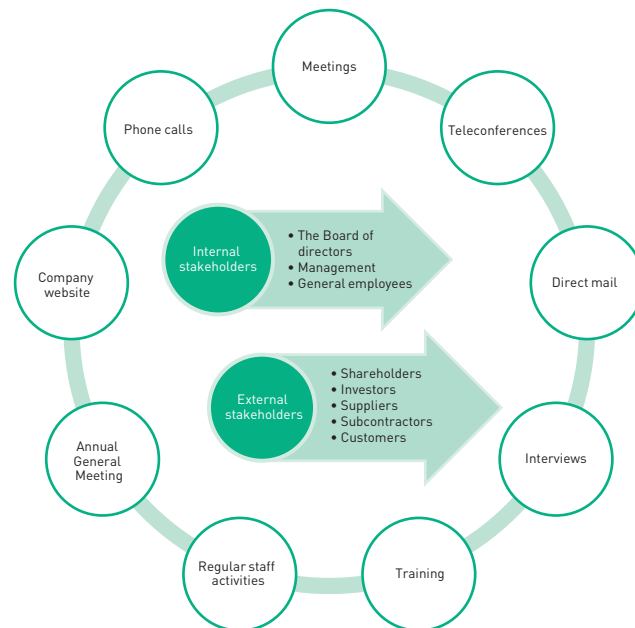 Meetings
Teleconferences
Direct mail
Interviews
Training
Regular staff
activities
Annual
General
Meeting
Company
website
Phone calls
Internal
stakeholders
• The Board of
directors
• Management
• General employees
External
stakeholders
• Shareholders
• Investors
• Suppliers
• Subcontractors
• Customers